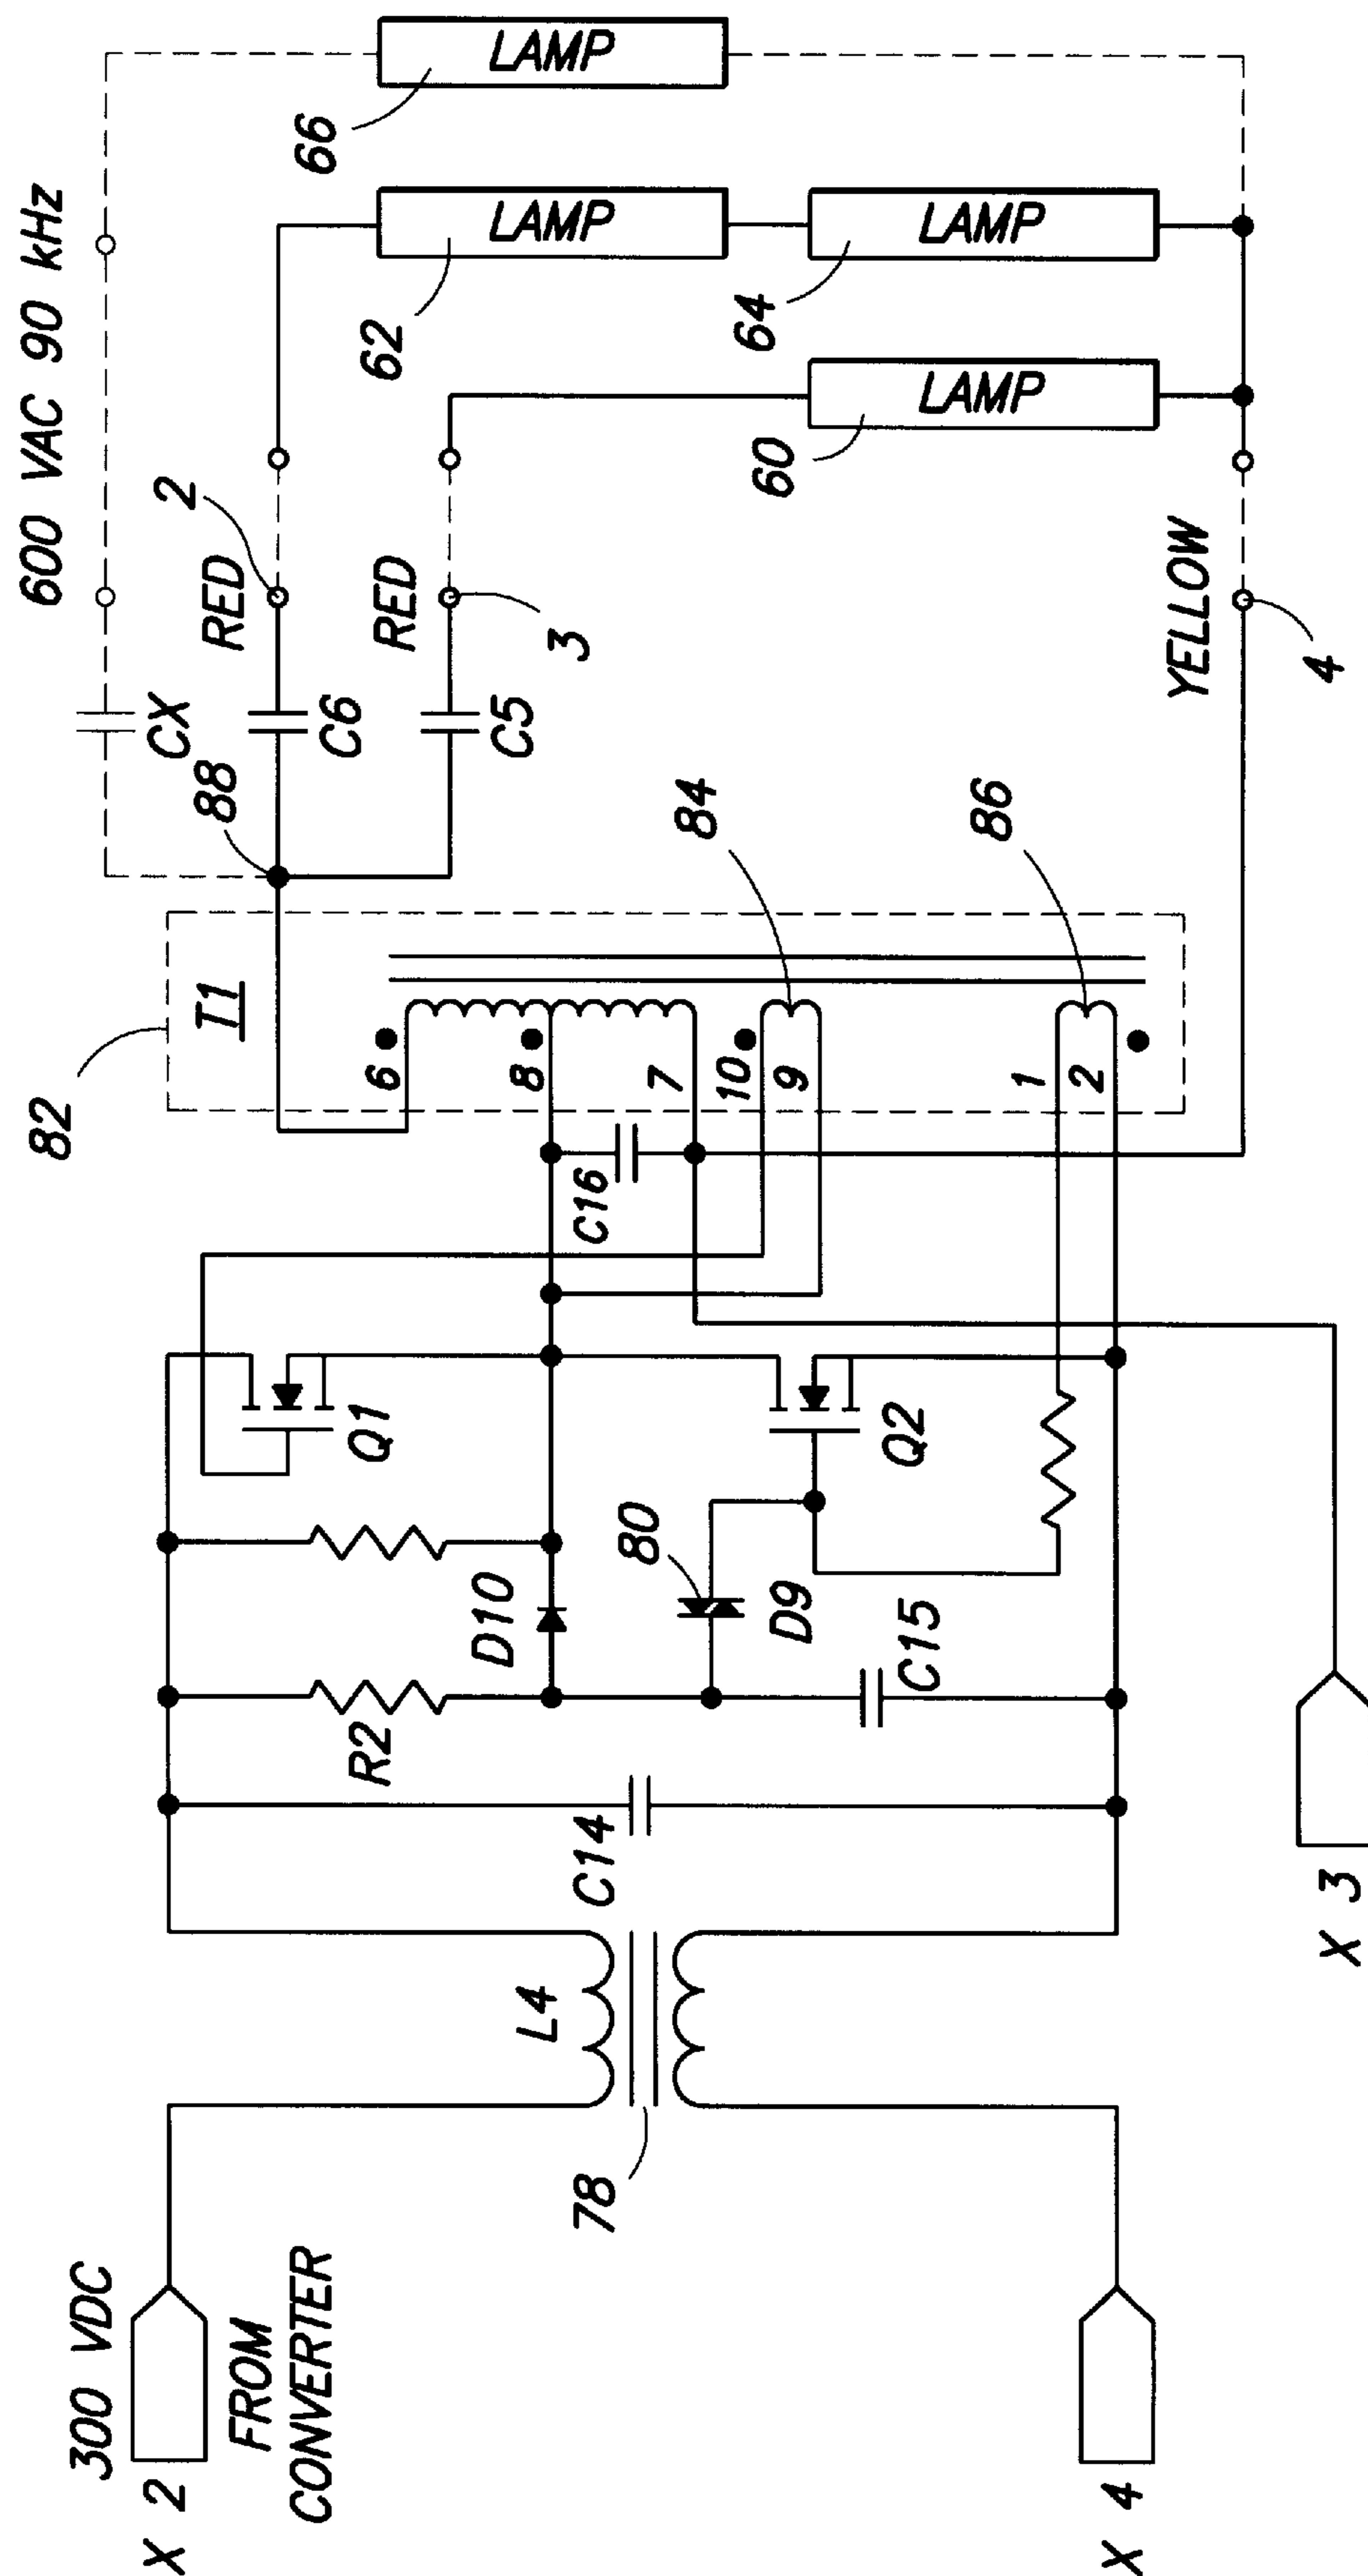 600 VAC 90 kHz
300 VDC
X 2
FROM
CONVERTER
X 4
X 3
L4
78
C14
R2
D10
80
D9
C15
Q1
Q2
C16
82
T1
6
8
7
10
9
1
2
84
86
88
CX
C6
C5
RED
2
RED
3
YELLOW
4
LAMP
66
LAMP
62
LAMP
64
LAMP
60